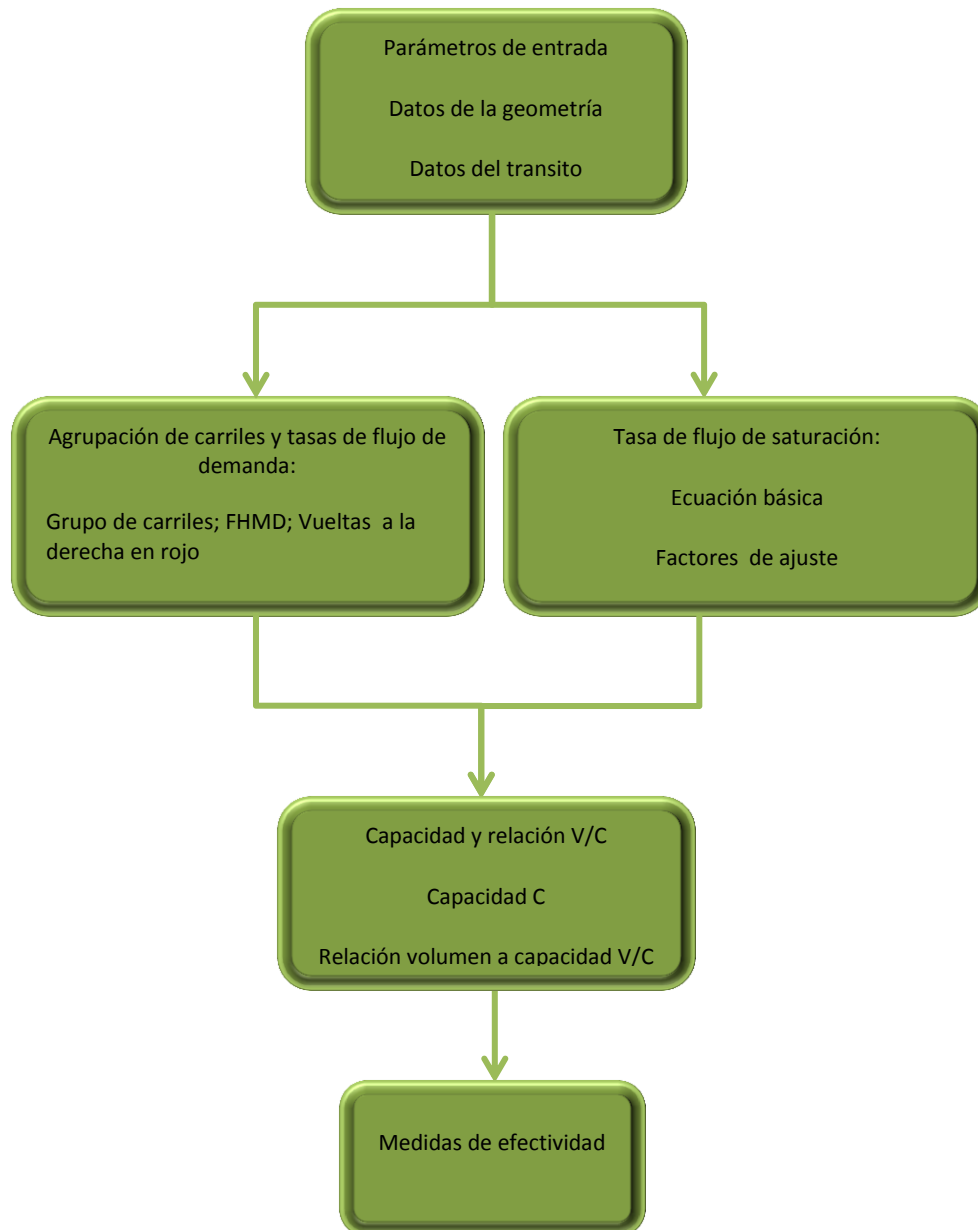 Parámetros de entrada
Datos de la geometría
Datos del transito
Agrupación de carriles y tasas de flujo de
demanda:
Grupo de carriles; FHMD; Vueltas a la
derecha en rojo
Tasa de flujo de saturación:
Ecuación básica
Factores de ajuste
Capacidad y relación V/C
Capacidad C
Relación volumen a capacidad V/C
Medidas de efectividad